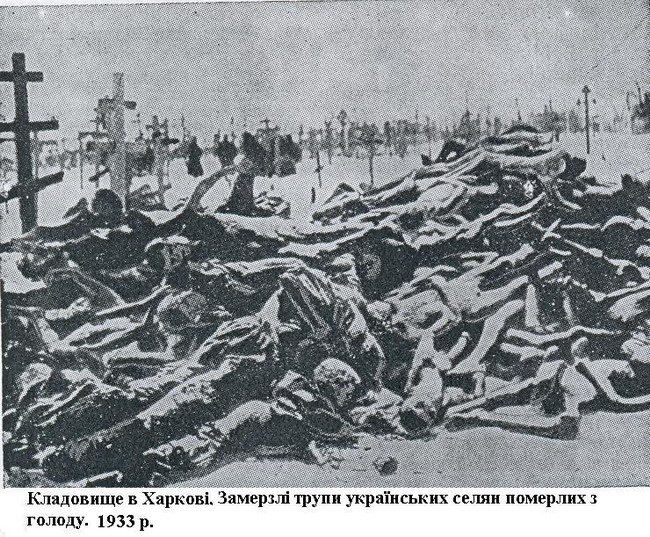 Кладовище в Харкові. Замерзлі трупи українських селян померлих з
голоду. 1933 р.